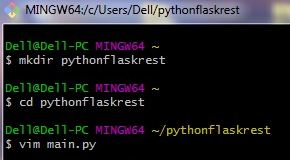 MINGW64:/c/Users/Dell/pythonflaskrest
Dell@Dell-PC MINGW64 ~
$ mkdir pythonflaskrest
Dell@Dell-PC MINGW64 ~
$ cd pythonflaskrest
Dell@Dell-PC MINGW64 ~/pythonflaskrest
$ vim main.py